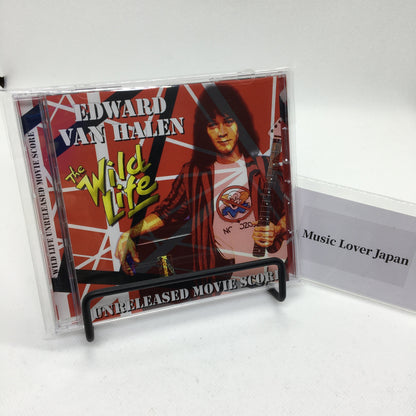 EDWARD
VAN HALEN
The
Wild
Life
UNRELEASED MOVIE SCORE
WILD LIFE UNRELEASED MOVIE SCORE
Music Lover Japan